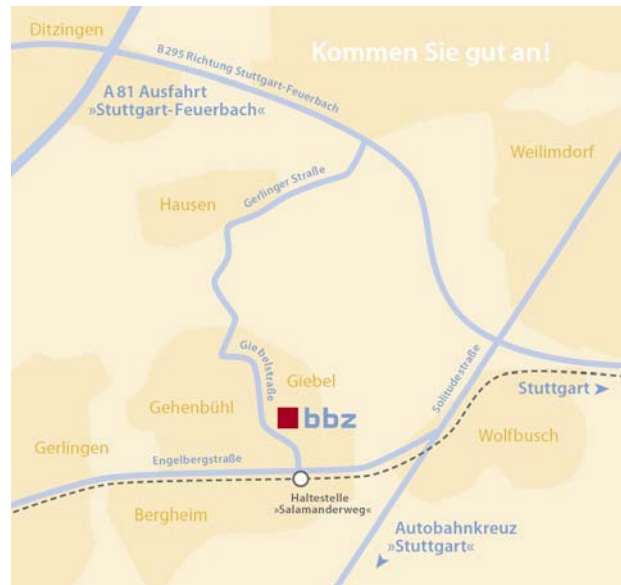 Ditzingen
Kommen Sie gut an!
B295 Richtung Stuttgart-Feuerbach
A 81 Ausfahrt
»Stuttgart-Feuerbach«
Weilimdorf
Gerlinger Straße
Hausen
Giebelstraße
Giebel
Solitudestraße
Stuttgart
Gehenbühl
bbz
Wolfbusch
Gerlingen
Engelbergstraße
Haltestelle
»Salamanderweg«
Bergheim
Autobahnkreuz
»Stuttgart«